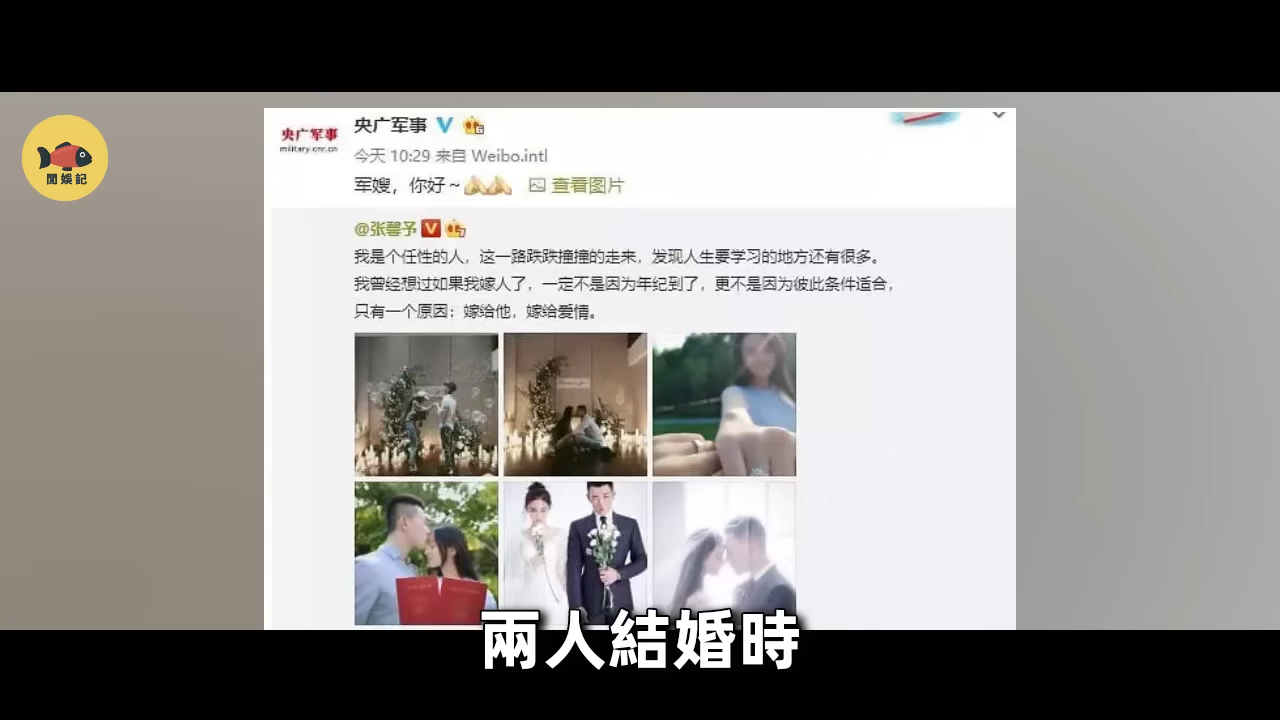 閒娛記
央广军事
military.cnr.cn
央广军事
今天 10:29 来自 Weibo.intl
军嫂，你好~ 查看图片
@张馨予
我是个任性的人，这一路跌跌撞撞的走来，发现人生要学习的地方还有很多。
我曾经想过如果我嫁人了，一定不是因为年纪到了，更不是因为彼此条件适合，
只有一个原因：嫁给他，嫁给爱情。
兩人結婚時